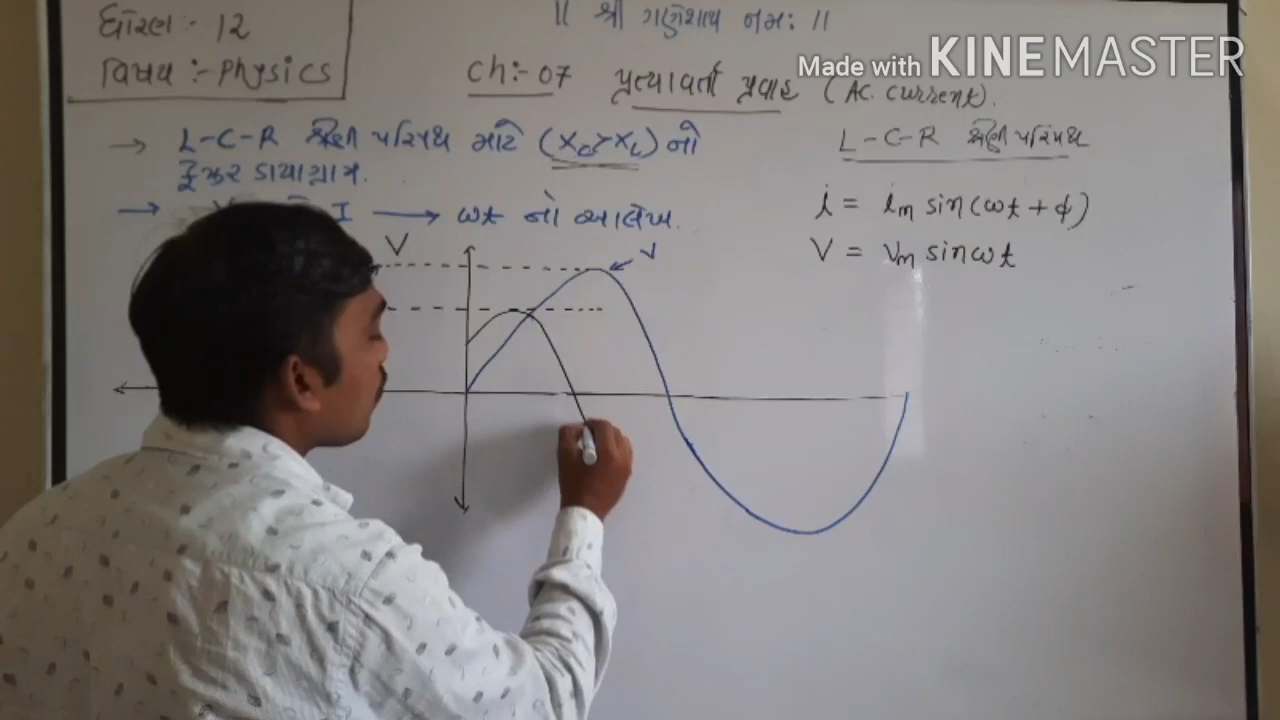 ધોરણ :- 12
॥ શ્રી ગણેશાય નમઃ ॥
વિષય :- Physics
Made with KINEMASTER
ch:- 07 પ્રત્યાવર્તી પ્રવાહ (AC. current).
→ L-C-R શ્રેણી પરિપથ માટે (Xc>XL) નો
ફેઝર ડાયાગ્રામ.
L-C-R શ્રેણી પરિપથ
→ I → ωt નો આલેખ.
i = im sin(ωt + φ)
V = Vm sinωt
V
V